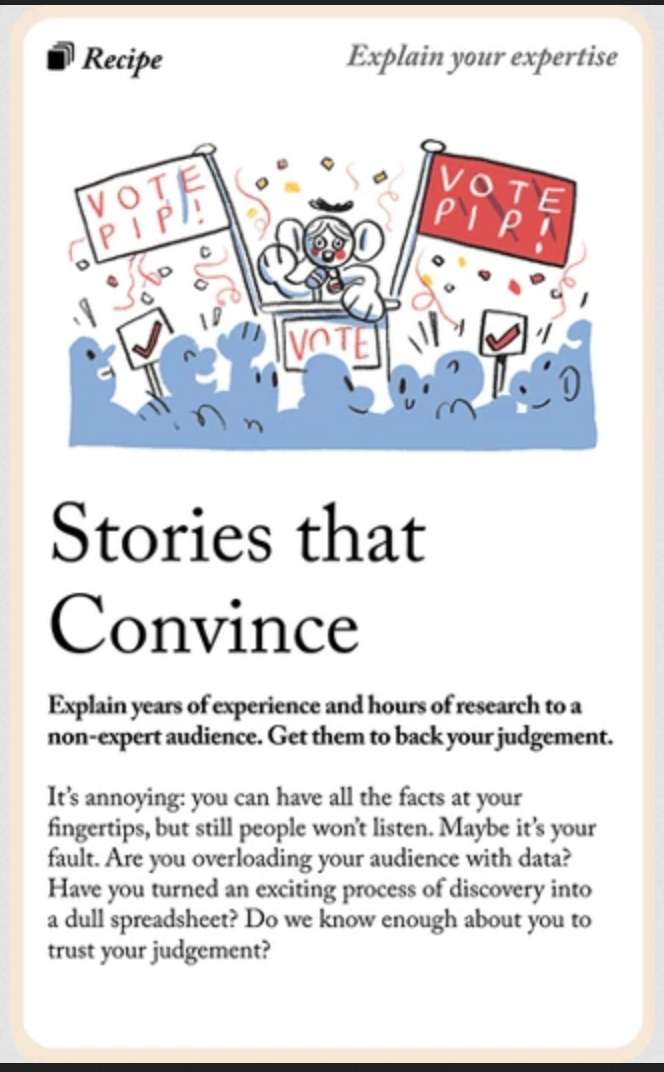 Recipe
Explain your expertise
VOTE
PIP!
VOTE
PIP!
VOTE
Stories that
Convince
Explain years of experience and hours of research to a
non-expert audience. Get them to back your judgement.
It's annoying: you can have all the facts at your
fingertips, but still people won't listen. Maybe it's your
fault. Are you overloading your audience with data?
Have you turned an exciting process of discovery into
a dull spreadsheet? Do we know enough about you to
trust your judgement?